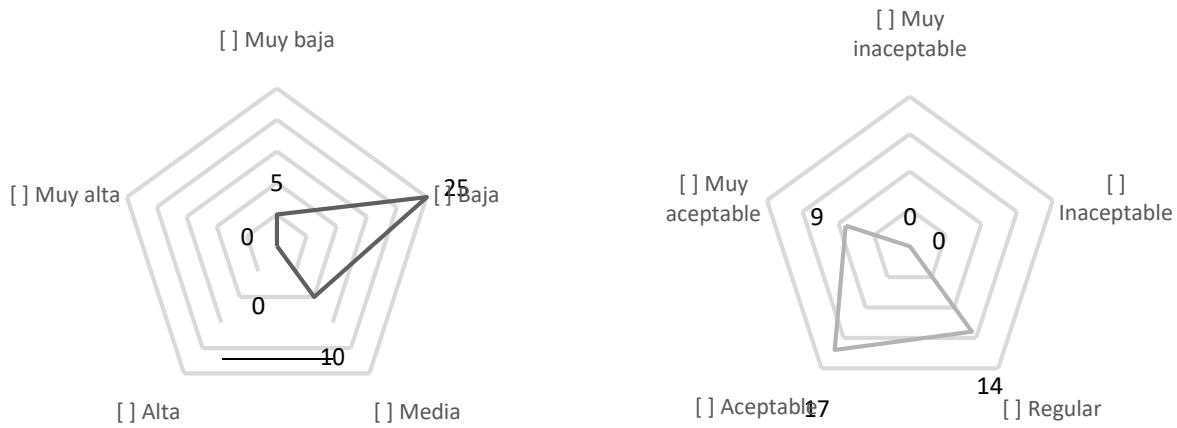 [ ] Muy baja
5
[ ] Muy alta
25
[ ] Baja
0
0
10
[ ] Alta
[ ] Media
[ ] Muy
inaceptable
[ ] Muy
aceptable
9
0
0
[ ]
Inaceptable
14
[ ] Aceptable
17
[ ] Regular